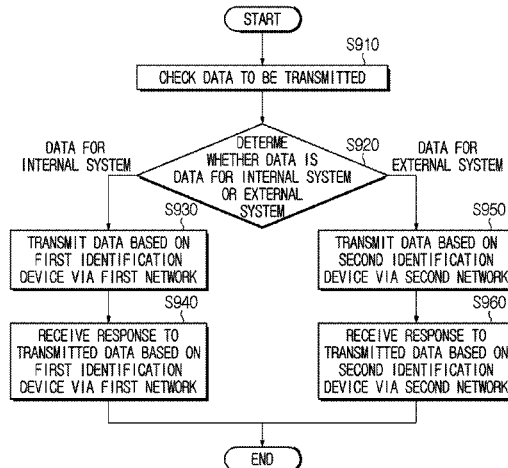 START
S910
CHECK DATA TO BE TRANSMITTED
DATA FOR
INTERNAL SYSTEM
DETERME
WHETHER DATA IS
DATA FOR INTERNAL SYSTEM
OR EXTERNAL
SYSTEM
S920
DATA FOR
EXTERNAL SYSTEM
S930
TRANSMIT DATA BASED ON
FIRST IDENTIFICATION
DEVICE VIA FIRST NETWORK
S950
TRANSMIT DATA BASED ON
SECOND IDENTIFICATION
DEVICE VIA SECOND NETWORK
S940
RECEIVE RESPONSE TO
TRANSMITTED DATA BASED ON
FIRST IDENTIFICATION
DEVICE VIA FIRST NETWORK
S960
RECEIVE RESPONSE TO
TRANSMITTED DATA BASED ON
SECOND IDENTIFICATION
DEVICE VIA SECOND NETWORK
END